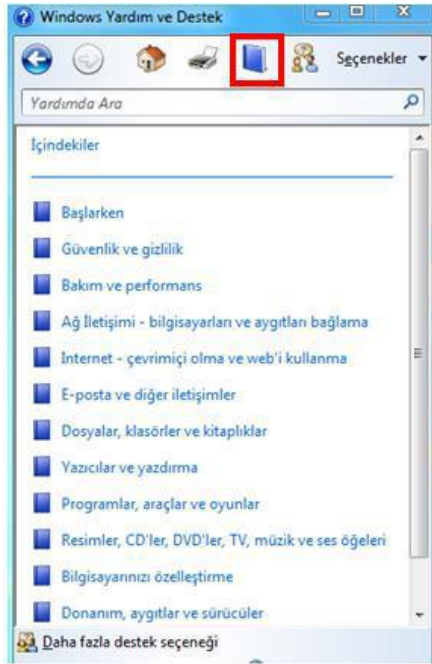 Windows Yardım ve Destek
Seçenekler
Yardımda Ara
İçindekiler
Başlarken
Güvenlik ve gizlilik
Bakım ve performans
Ağ İletişimi - bilgisayarları ve aygıtları bağlama
Internet - çevrimiçi olma ve web'i kullanma
E-posta ve diğer iletişimler
Dosyalar, klasörler ve kitaplıklar
Yazıcılar ve yazdırma
Programlar, araçlar ve oyunlar
Resimler, CD'ler, DVD'ler, TV, müzik ve ses öğeleri
Bilgisayarınızı özelleştirme
Donanım, aygıtlar ve sürücüler
Daha fazla destek seçeneği